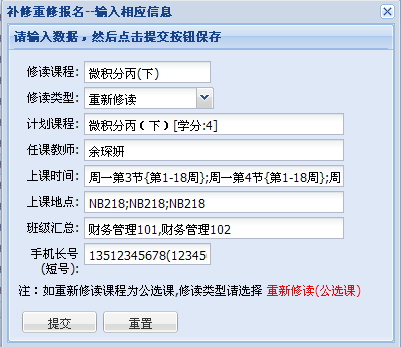 补修重修报名--输入相应信息
请输入数据，然后点击提交按钮保存
修读课程: 微积分丙(下)
修读类型: 重新修读
计划课程: 微积分丙（下）[学分:4]
任课教师: 余琛妍
上课时间: 周一第3节{第1-18周};周一第4节{第1-18周};周
上课地点: NB218;NB218;NB218
班级汇总: 财务管理101,财务管理102
手机长号(短号): 13512345678(12345
注：如重新修读课程为公选课,修读类型请选择 重新修读(公选课)
提交 重置